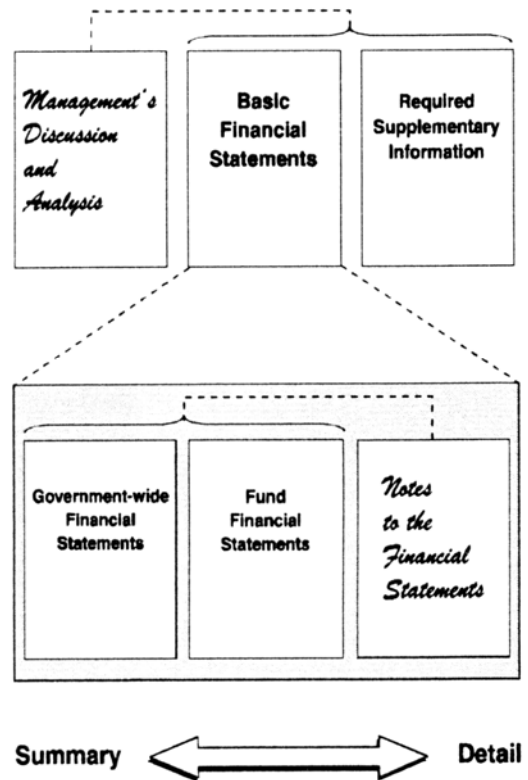 Management's
Discussion
and
Analysis
Basic
Financial
Statements
Required
Supplementary
Information
Government-wide
Financial
Statements
Fund
Financial
Statements
Notes
to the
Financial
Statements
Summary
Detail